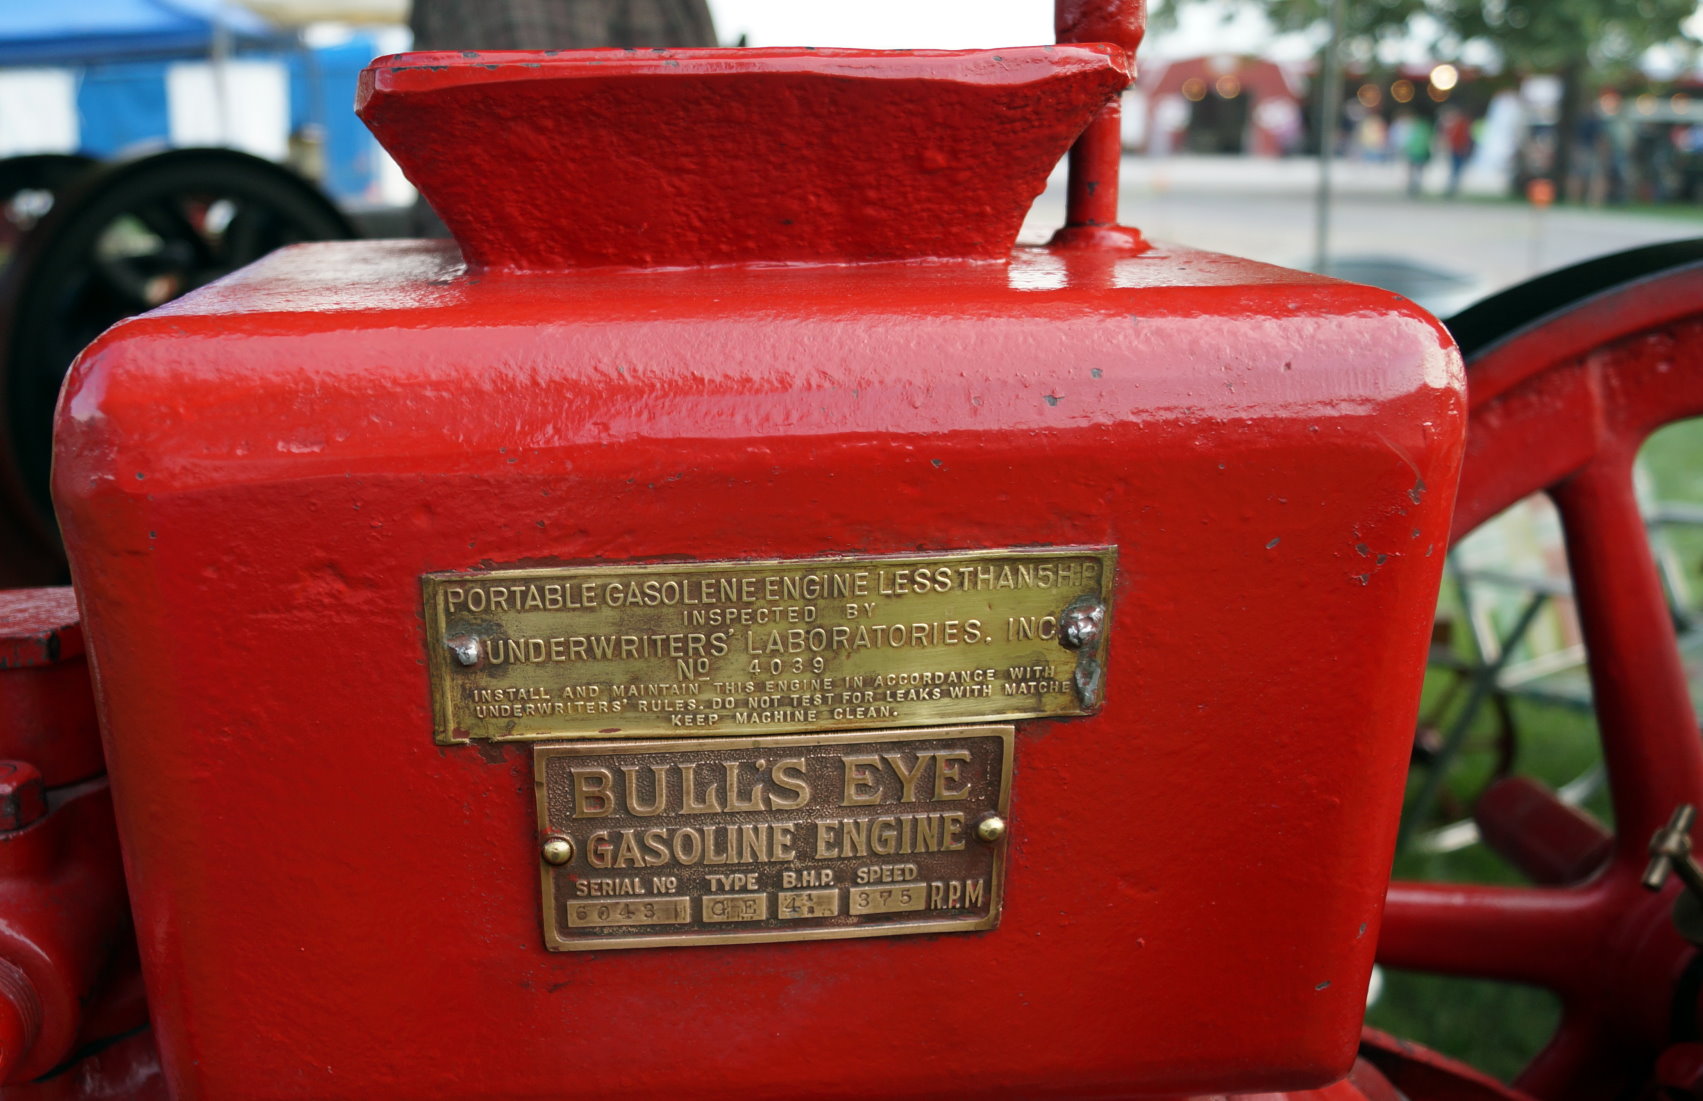 PORTABLE GASOLENE ENGINE LESS THAN 5 H.P.
INSPECTED BY
UNDERWRITERS' LABORATORIES, INC
Nº 4039
INSTALL AND MAINTAIN THIS ENGINE IN ACCORDANCE WITH
UNDERWRITERS' RULES. DO NOT TEST FOR LEAKS WITH MATCHE
KEEP MACHINE CLEAN.
BULL'S EYE
GASOLINE ENGINE
SERIAL Nº TYPE B.H.P. SPEED
6043 375 R.P.M